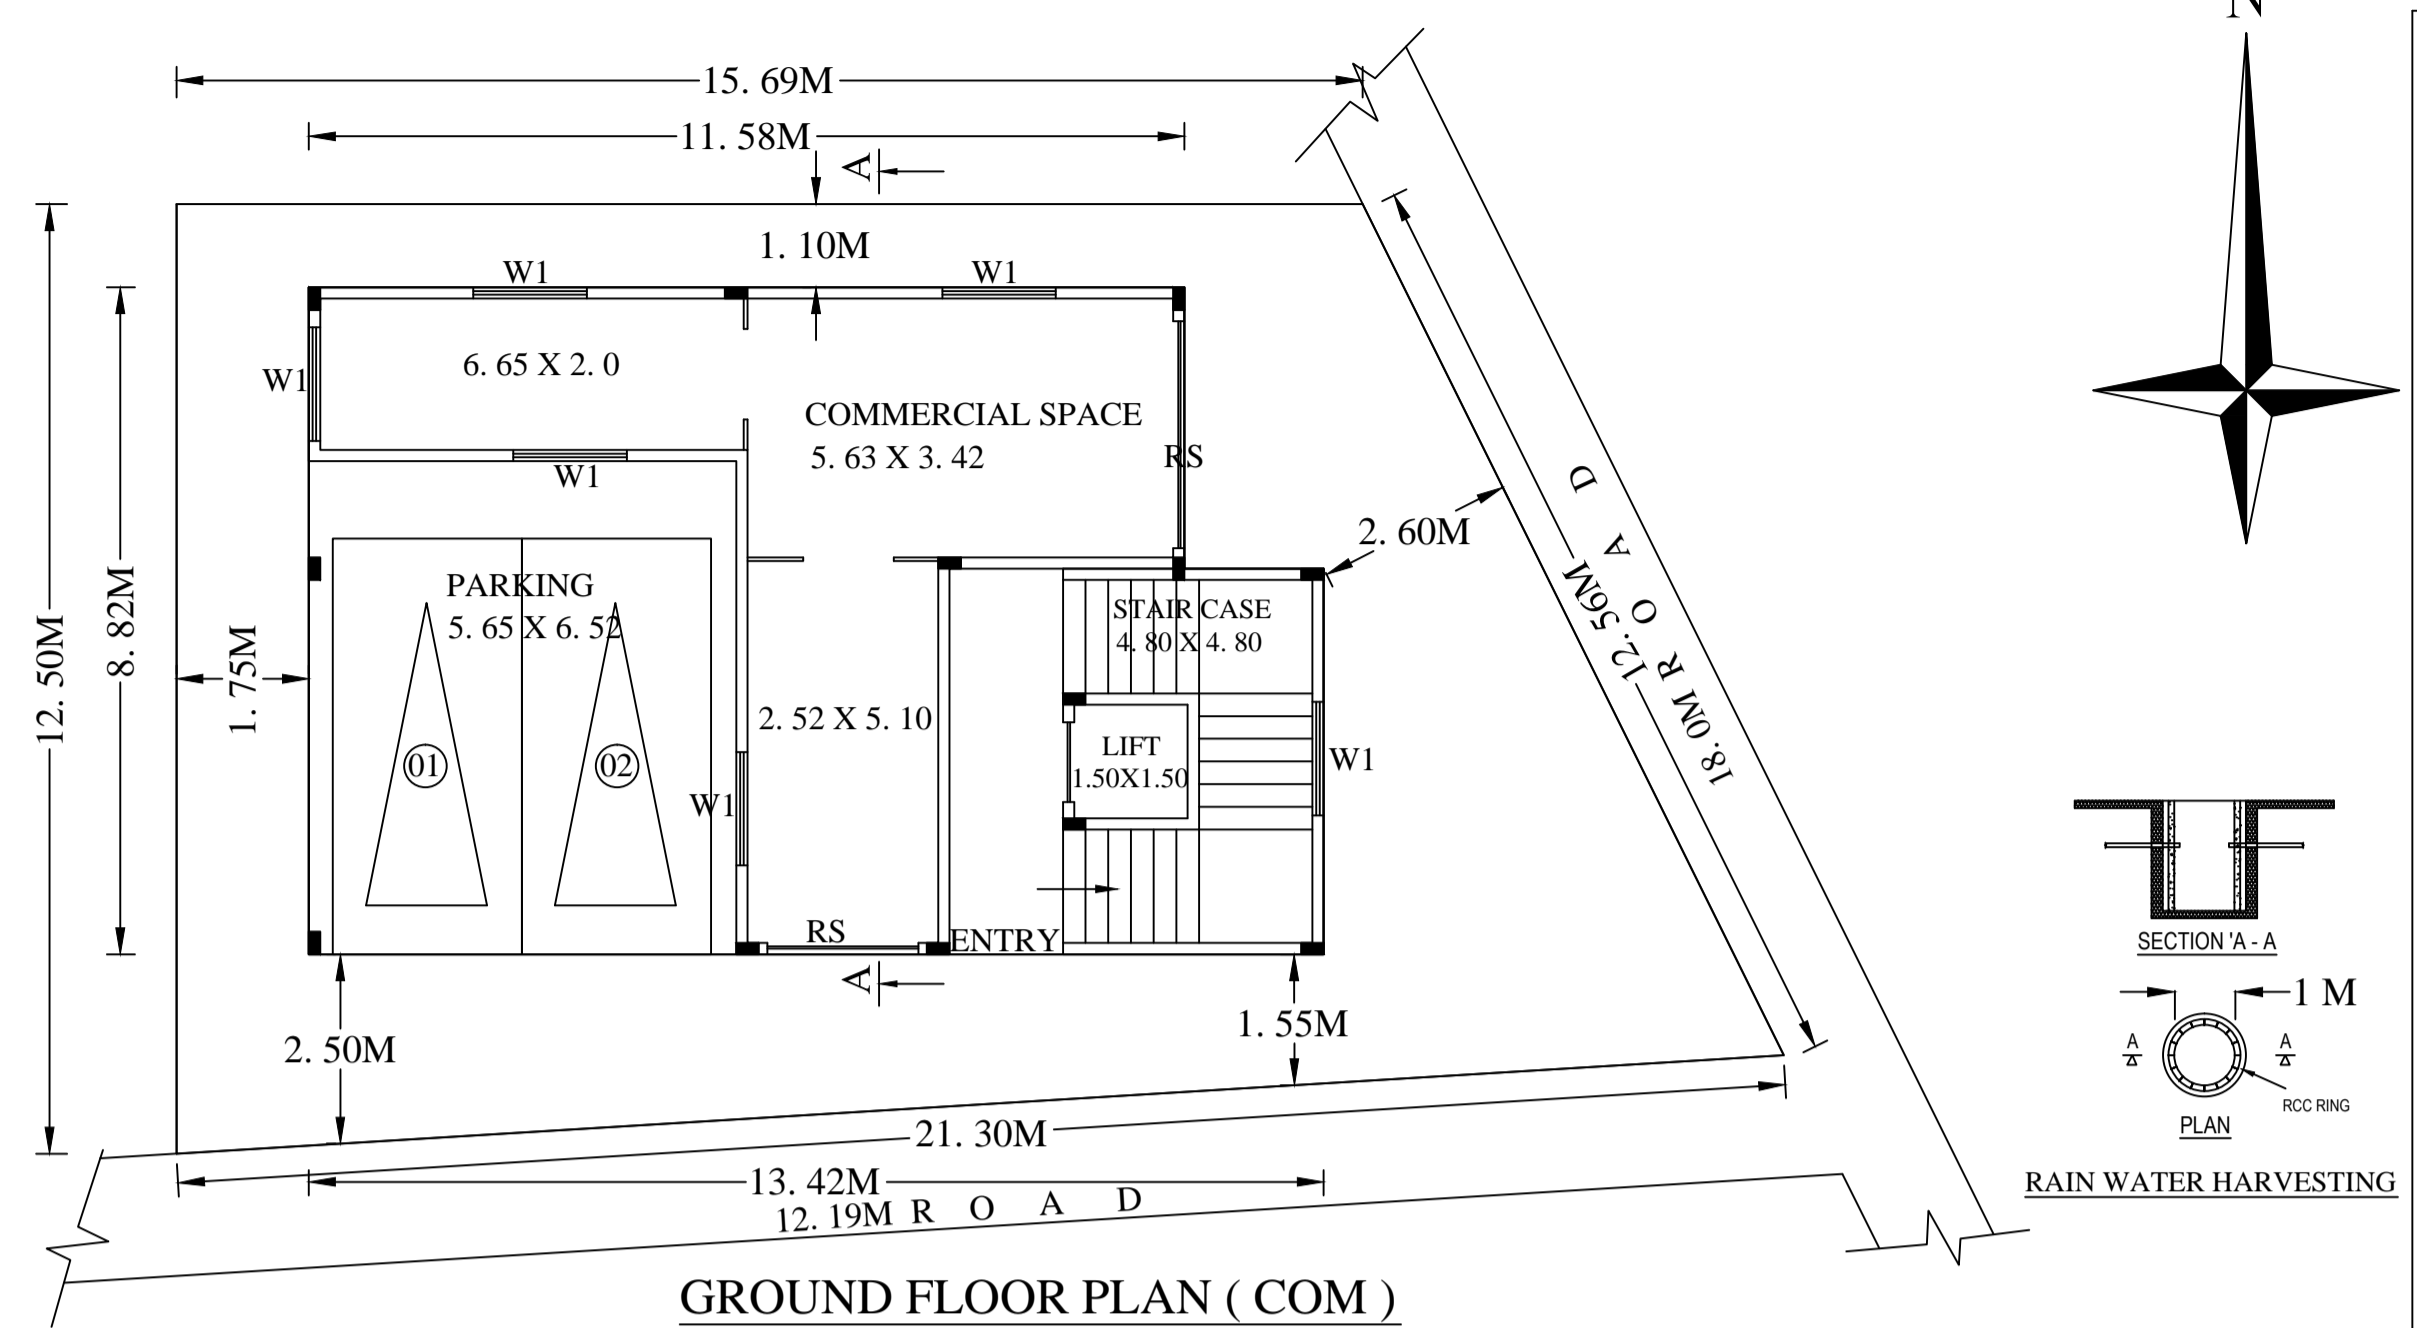 N
15. 69M
11. 58M
A
1. 10M
W1
W1
W1
6. 65 X 2. 0
COMMERCIAL SPACE
5. 63 X 3. 42
RS
W1
2. 60M
D
A
O
R
12. 56M
18. 0M
PARKING
5. 65 X 6. 52
STAIR CASE
4. 80 X 4. 80
12. 50M
8. 82M
1. 75M
2. 52 X 5. 10
LIFT
1.50X1.50
W1
01
02
W1
RS
ENTRY
A
2. 50M
1. 55M
21. 30M
13. 42M
12. 19M R O A D
GROUND FLOOR PLAN ( COM )
SECTION 'A - A
1 M
A
A
RCC RING
PLAN
RAIN WATER HARVESTING